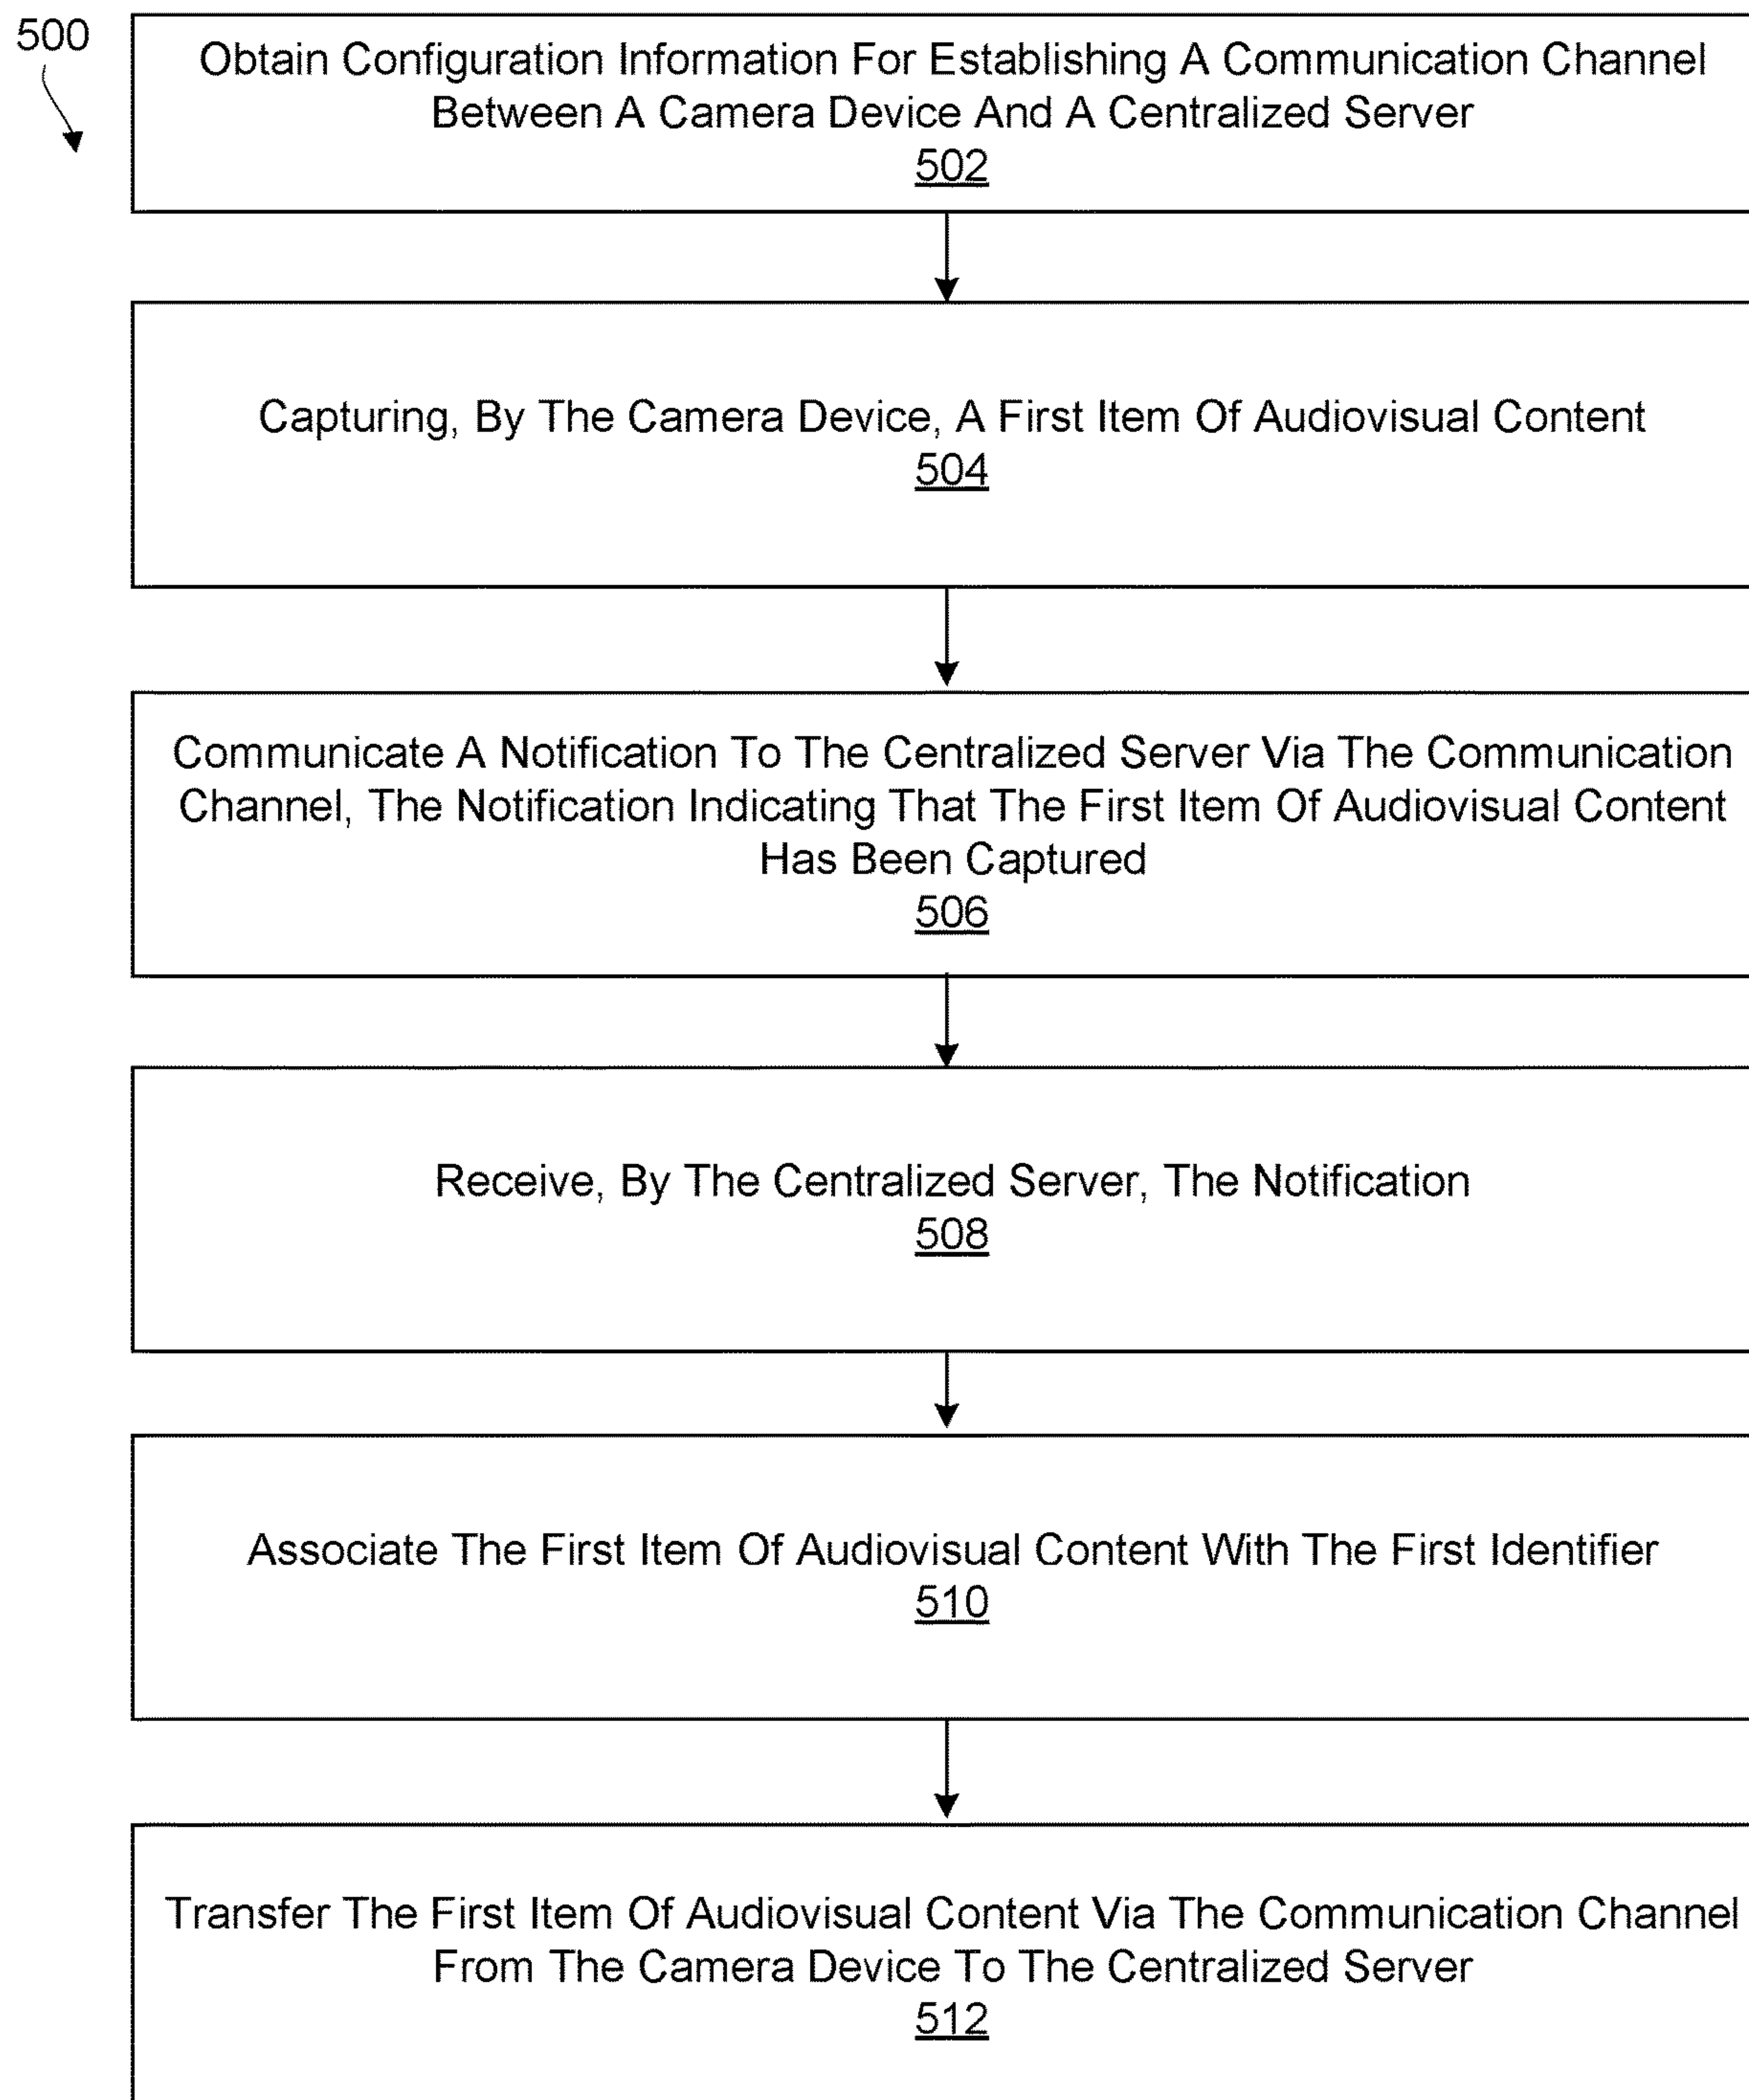 500
Obtain Configuration Information For Establishing A Communication Channel
Between A Camera Device And A Centralized Server
502
Capturing, By The Camera Device, A First Item Of Audiovisual Content
504
Communicate A Notification To The Centralized Server Via The Communication
Channel, The Notification Indicating That The First Item Of Audiovisual Content
Has Been Captured
506
Receive, By The Centralized Server, The Notification
508
Associate The First Item Of Audiovisual Content With The First Identifier
510
Transfer The First Item Of Audiovisual Content Via The Communication Channel
From The Camera Device To The Centralized Server
512